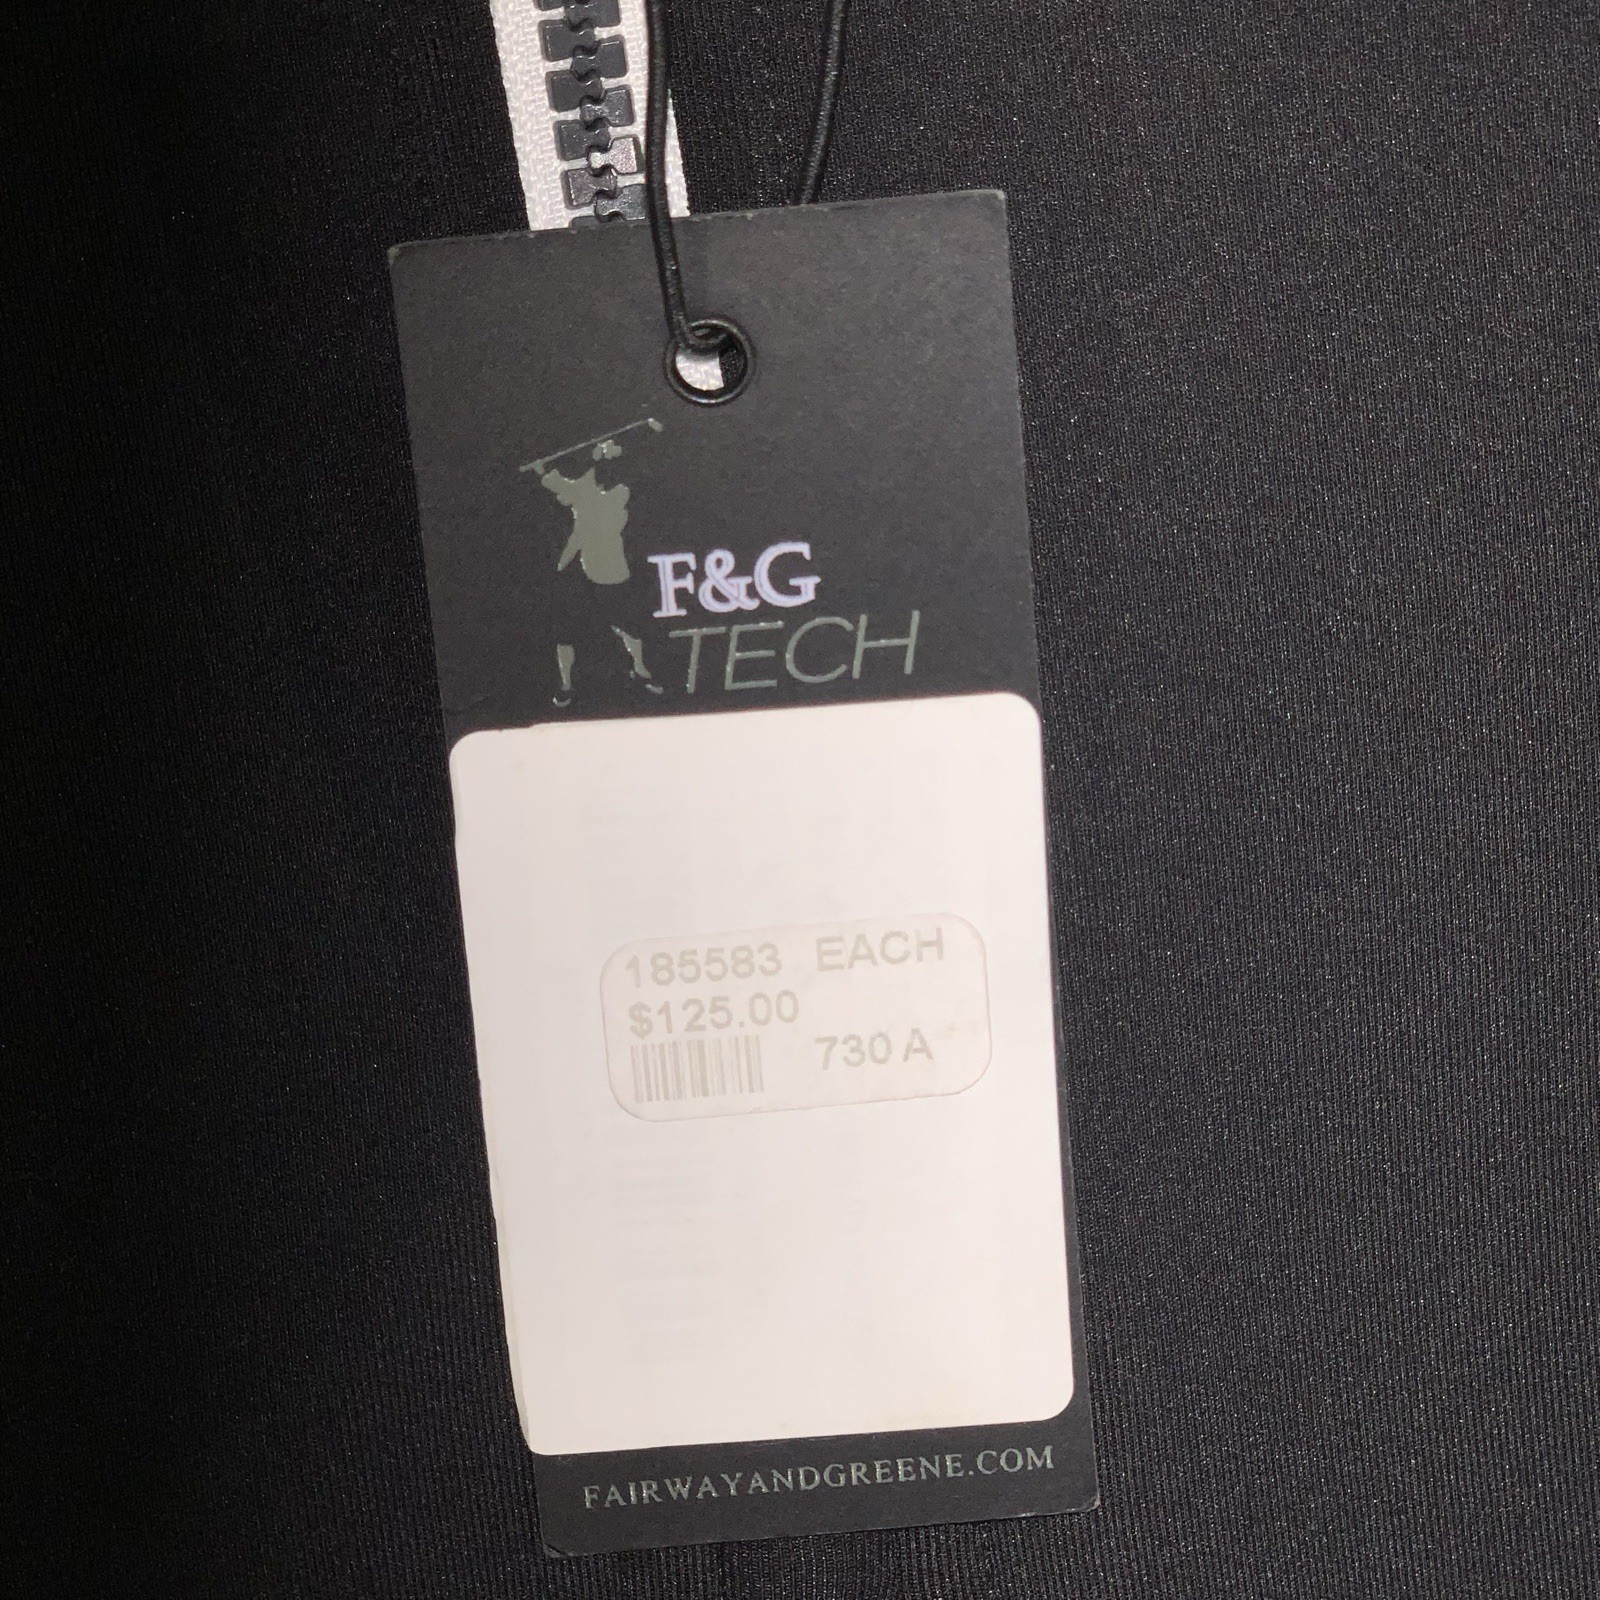 F&G
TECH
185583 EACH
$125.00
730 A
FAIRWAYANDGREENE.COM